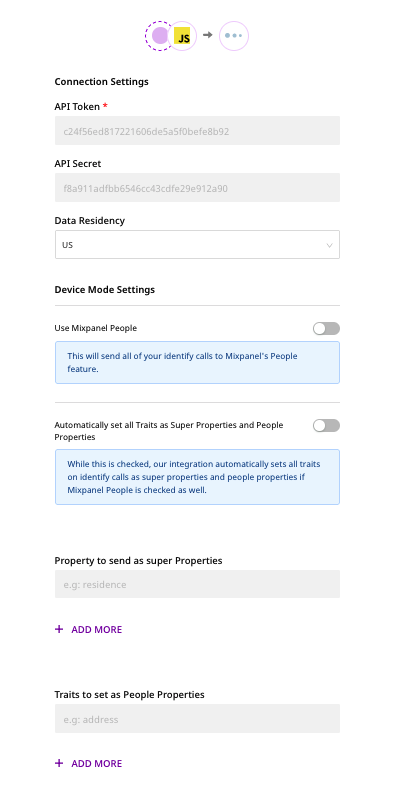 JS
Connection Settings
API Token *
c24f56ed817221606de5a5f0befe8b92
API Secret
f8a911adfbb6546cc43cdfe29e912a90
Data Residency
US
Device Mode Settings
Use Mixpanel People
This will send all of your identify calls to Mixpanel's People
feature.
Automatically set all Traits as Super Properties and People
Properties
While this is checked, our integration automatically sets all traits
on identify calls as super properties and people properties if
Mixpanel People is checked as well.
Property to send as super Properties
e.g: residence
+ ADD MORE
Traits to set as People Properties
e.g: address
+ ADD MORE